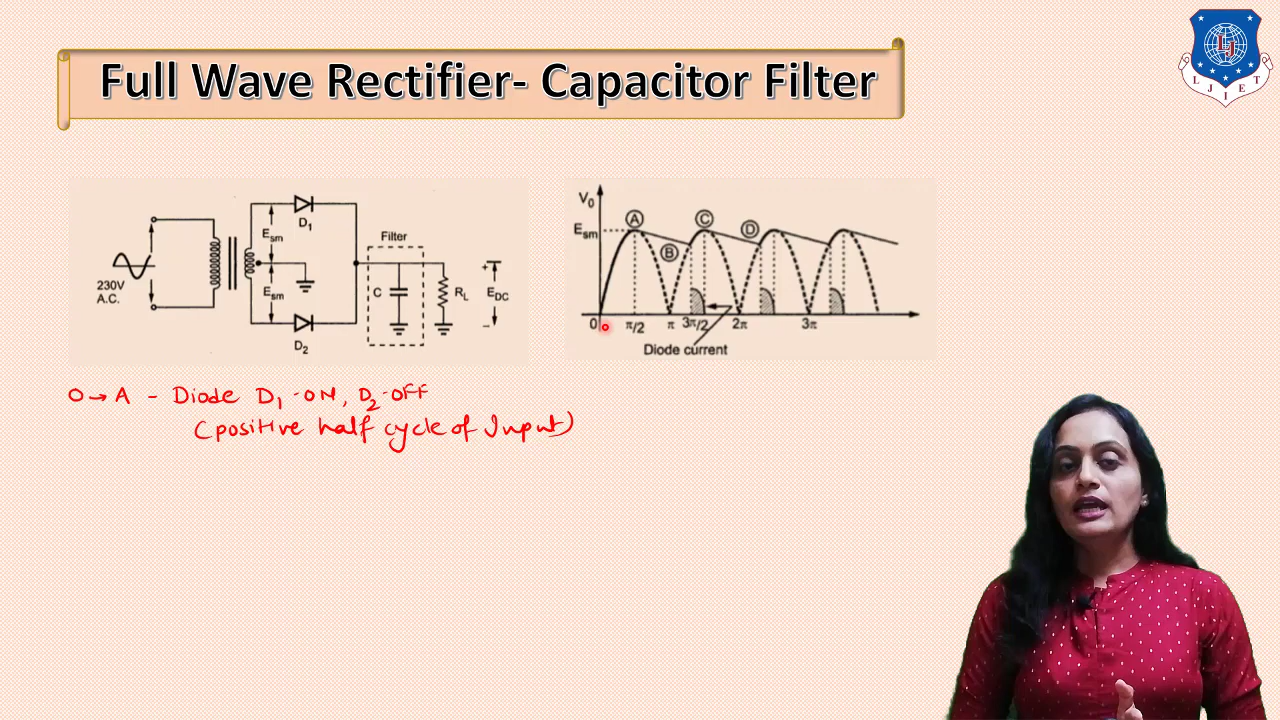 Full Wave Rectifier- Capacitor Filter
LJ
L J I E T
230V
A.C.
Esm
Esm
D1
D2
Filter
C
RL
+
EDC
–
V0
Esm
A
B
C
D
0
π/2
π
3π/2
2π
3π
Diode current
O→A - Diode D1-ON, D2-OFF
(positive half cycle of Input)